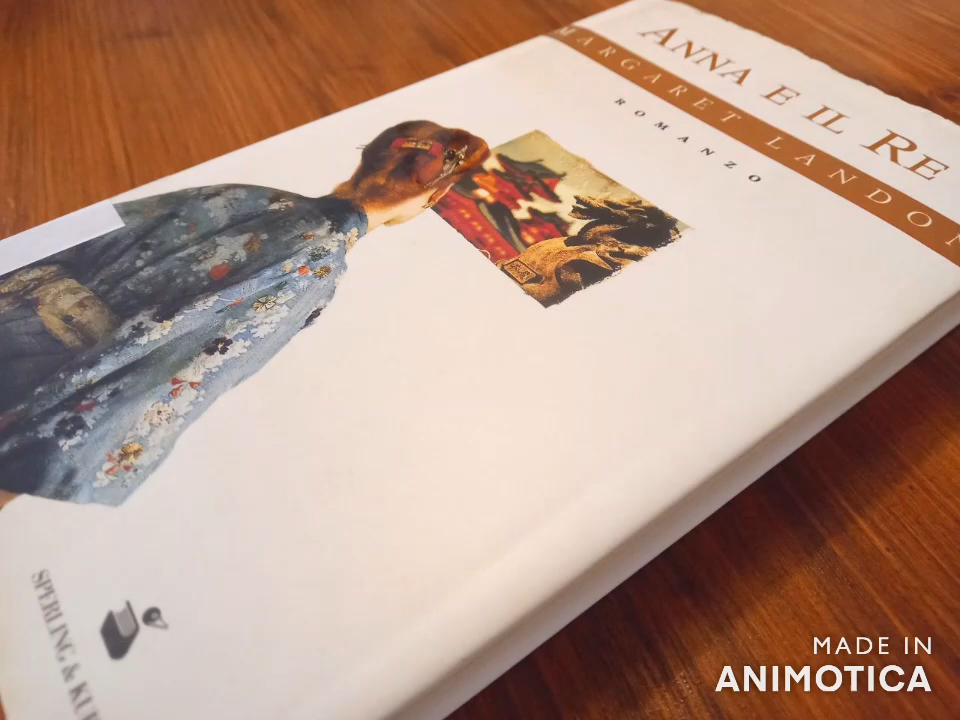 ANNA E IL RE
MARGARET LANDON
ROMANZO
SPERLING & KU
MADE IN
ANIMOTICA